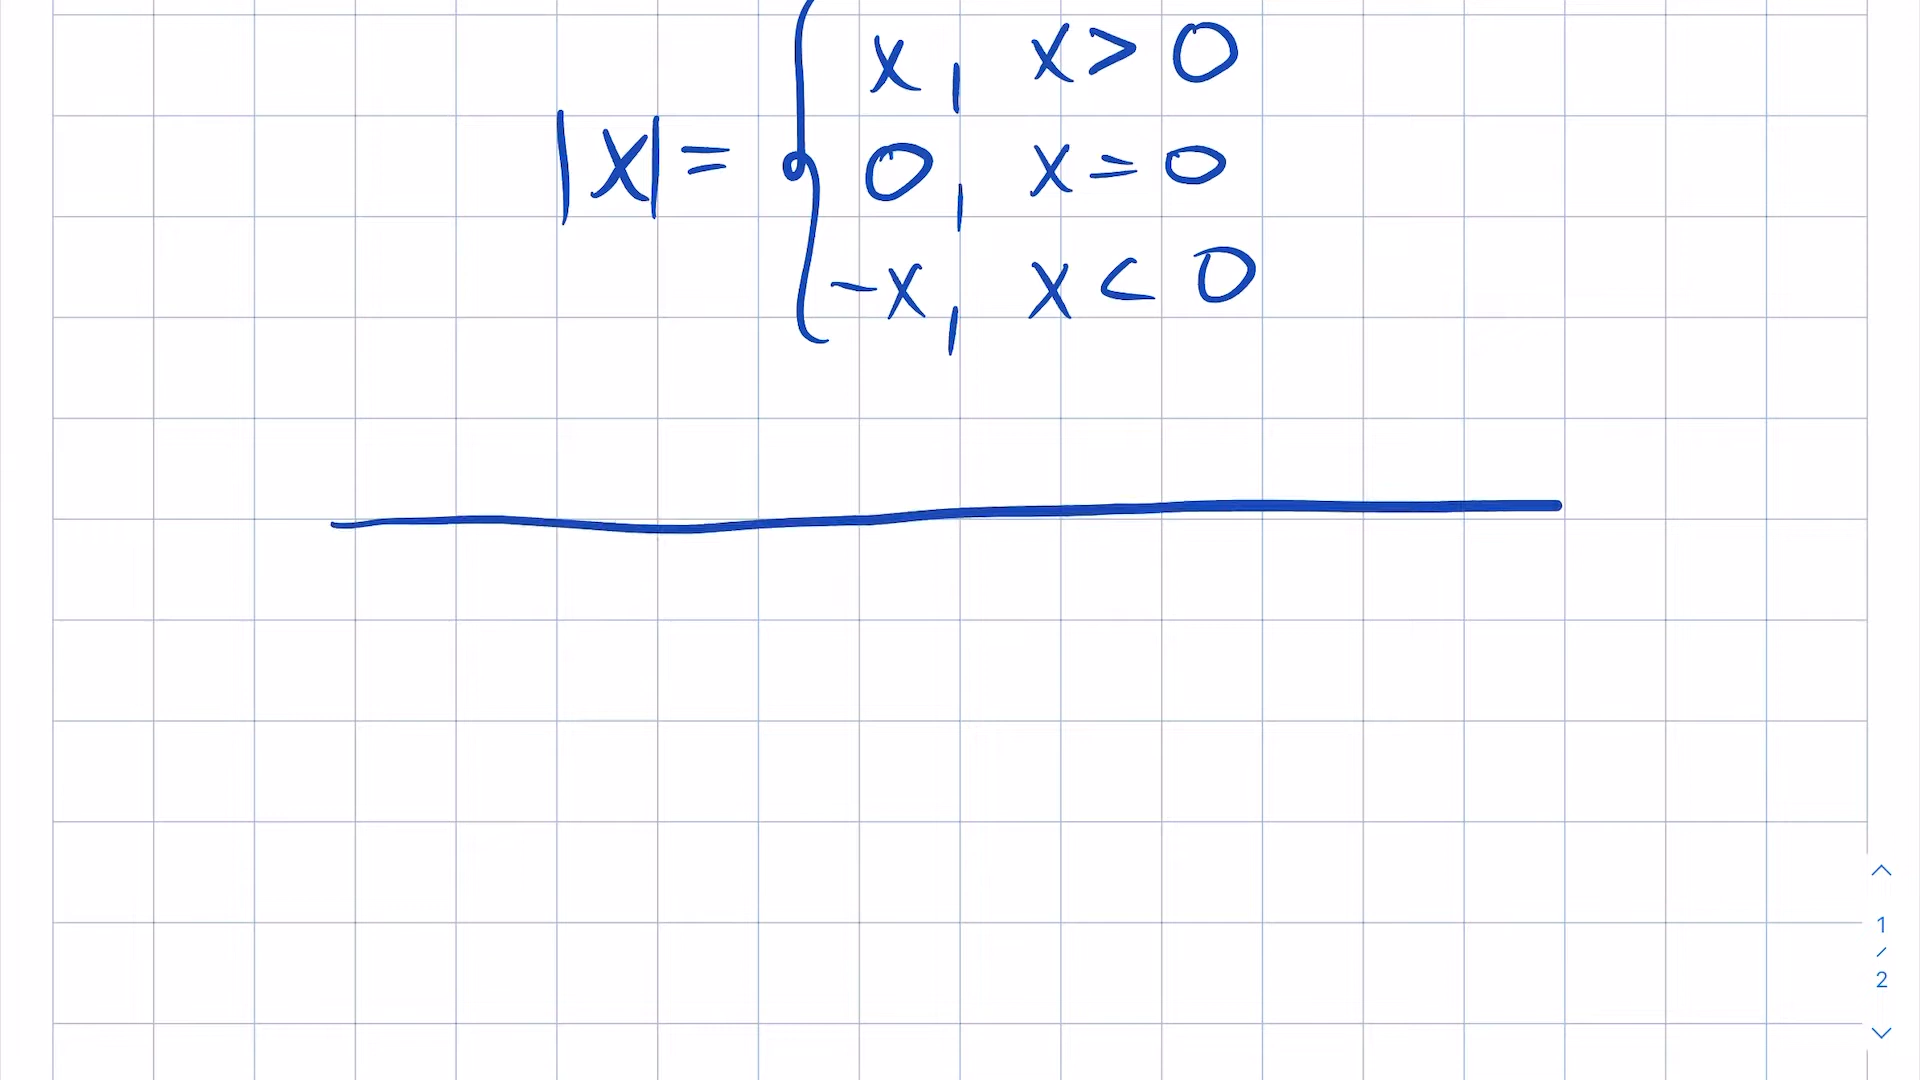 x, x > 0
|x| = 0, x = 0
-x, x < 0
1
/
2